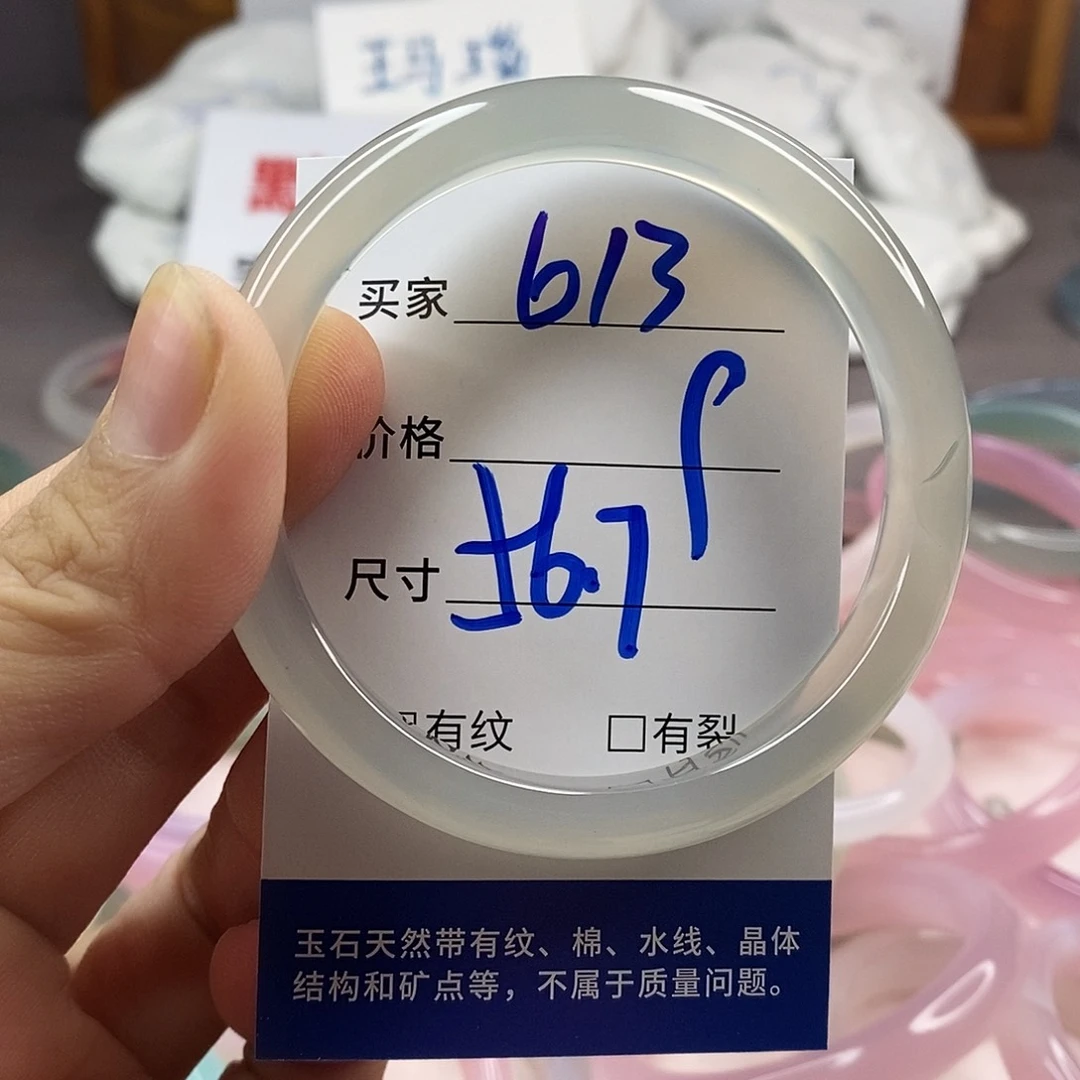 玛瑙
买家 613
价格
尺寸 56.7
有纹 □有裂
玉石天然带有纹、棉、水线、晶体
结构和矿点等，不属于质量问题。